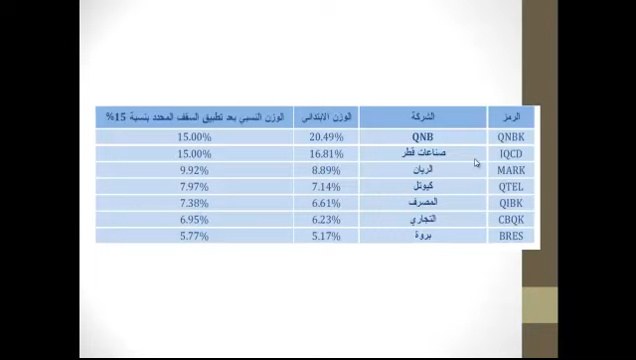 الرمز الشركة الوزن الابتدائي الوزن النسبي بعد تطبيق السقف المحدد بنسبة 15%
QNBK QNB 20.49% 15.00%
IQCD صناعات قطر 16.81% 15.00%
MARK الريان 8.89% 9.92%
QTEL كيوتل 7.14% 7.97%
QIBK المصرف 6.61% 7.38%
CBQK التجاري 6.23% 6.95%
BRES بروة 5.17% 5.77%